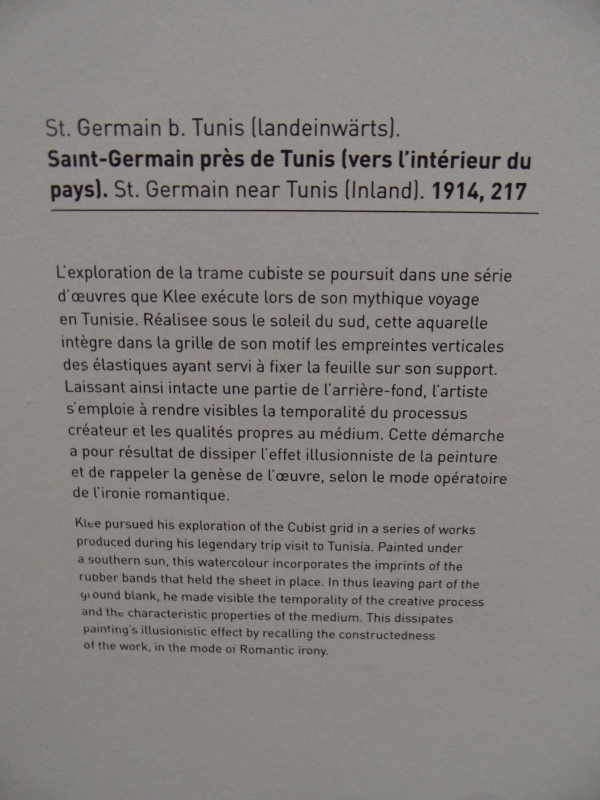 St. Germain b. Tunis (landeinwärts).
Saint-Germain près de Tunis (vers l'intérieur du
pays). St. Germain near Tunis (Inland). 1914, 217
L'exploration de la trame cubiste se poursuit dans une série
d'œuvres que Klee exécute lors de son mythique voyage
en Tunisie. Réalisee sous le soleil du sud, cette aquarelle
intègre dans la grille de son motif les empreintes verticales
des élastiques ayant servi à fixer la feuille sur son support.
Laissant ainsi intacte une partie de l'arrière-fond, l'artiste
s'emploie à rendre visibles la temporalité du processus
créateur et les qualités propres au médium. Cette démarche
a pour résultat de dissiper l'effet illusionniste de la peinture
et de rappeler la genèse de l'œuvre, selon le mode opératoire
de l'ironie romantique.
Klee pursued his exploration of the Cubist grid in a series of works
produced during his legendary trip visit to Tunisia. Painted under
a southern sun, this watercolour incorporates the imprints of the
rubber bands that held the sheet in place. In thus leaving part of the
ground blank, he made visible the temporality of the creative process
and the characteristic properties of the medium. This dissipates
painting's illusionistic effect by recalling the constructedness
of the work, in the mode of Romantic irony.